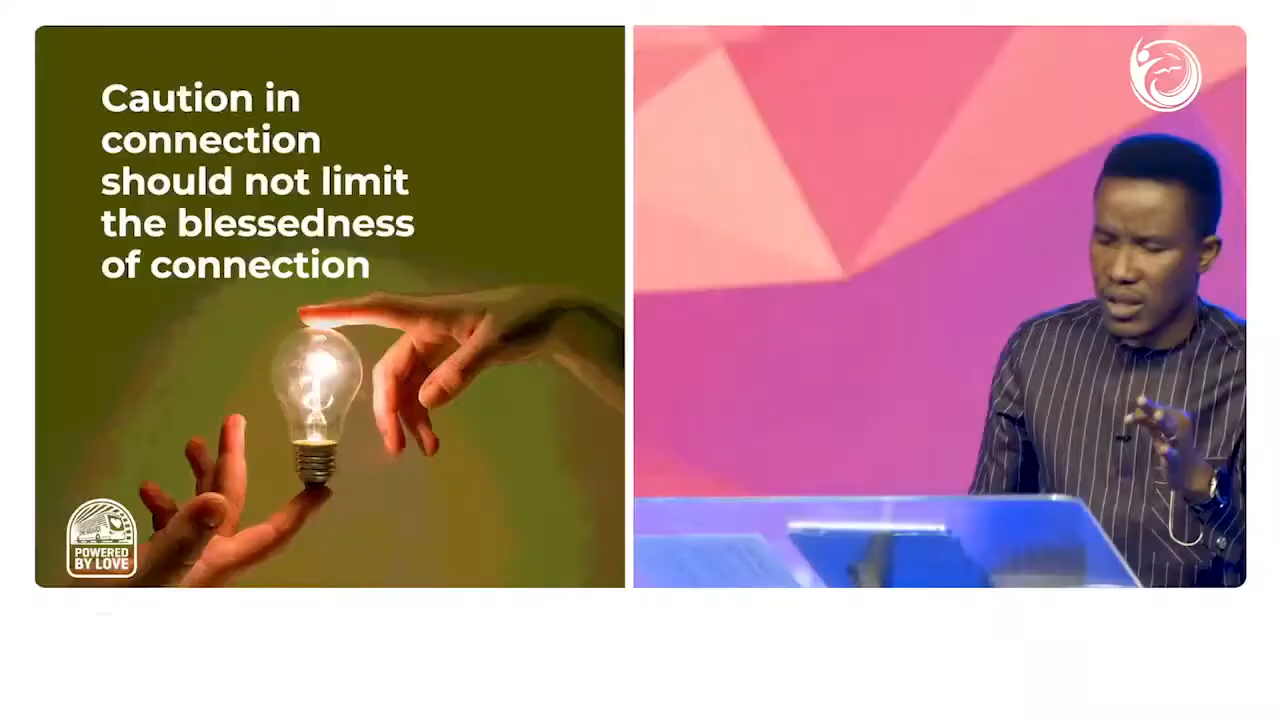 Caution in
connection
should not limit
the blessedness
of connection
POWERED
BY LOVE